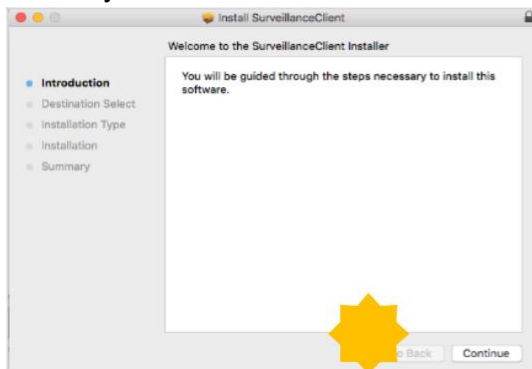 Install SurveillanceClient
Welcome to the SurveillanceClient Installer
Introduction
Destination Select
Installation Type
Installation
Summary
You will be guided through the steps necessary to install this
software.
Back
Continue